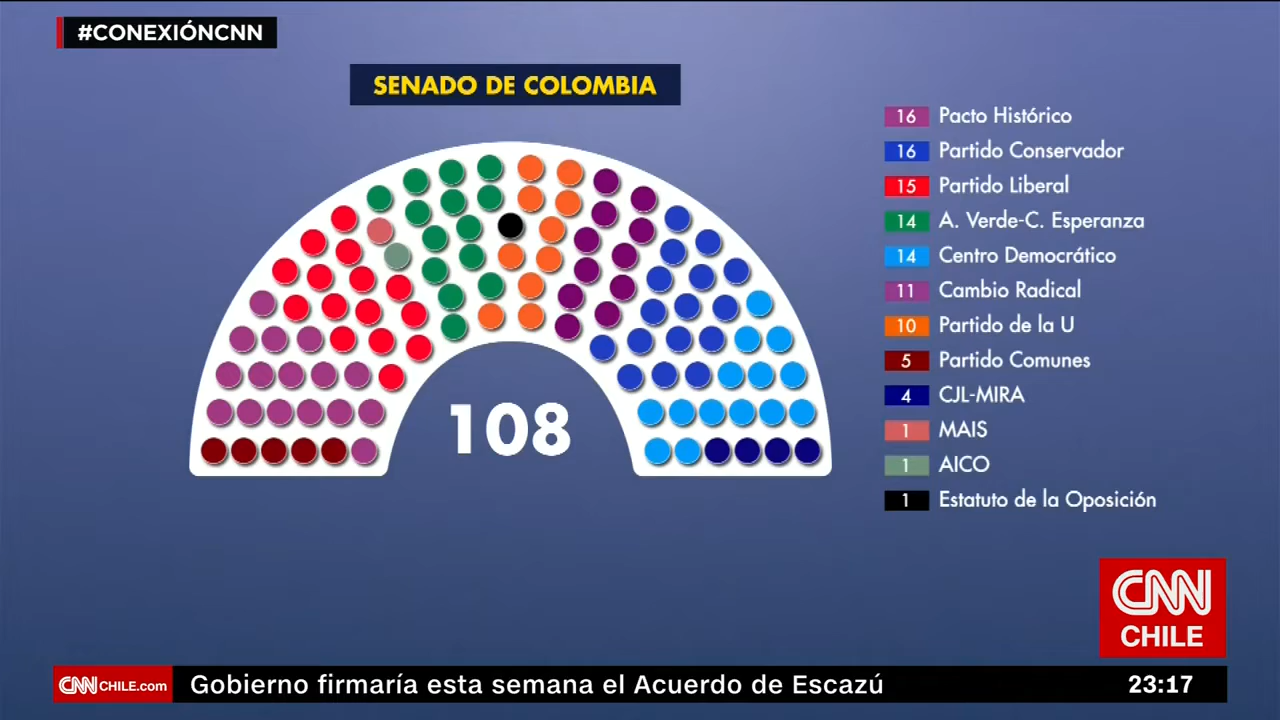 #CONEXIÓNCNN
SENADO DE COLOMBIA
16 Pacto Histórico
16 Partido Conservador
15 Partido Liberal
14 A. Verde-C. Esperanza
14 Centro Democrático
11 Cambio Radical
10 Partido de la U
5 Partido Comunes
4 CJL-MIRA
1 MAIS
1 AICO
1 Estatuto de la Oposición
108
CNN
CHILE
CNNCHILE.com Gobierno firmaría esta semana el Acuerdo de Escazú 23:17